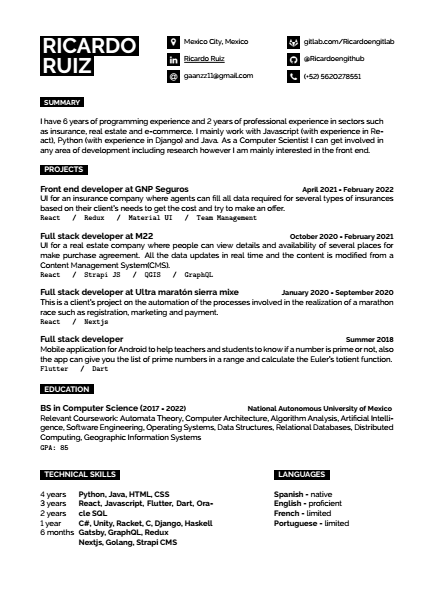 RICARDO
RUIZ
Mexico City, Mexico
gitlab.com/Ricardoengitlab
Ricardo Ruiz
@Ricardoengithub
gaanzz11@gmail.com
(+52) 5620278551
SUMMARY
I have 6 years of programming experience and 2 years of professional experience in sectors such
as insurance, real estate and e-commerce. I mainly work with Javascript (with experience in Re-
act), Python (with experience in Django) and Java. As a Computer Scientist I can get involved in
any area of development including research however I am mainly interested in the front end.
PROJECTS
Front end developer at GNP Seguros April 2021 - February 2022
UI for an insurance company where agents can fill all data required for several types of insurances
based on their client's needs to get the cost and try to make an offer.
React / Redux / Material UI / Team Management
Full stack developer at M22 October 2020 - February 2021
UI for a real estate company where people can view details and availability of several places for
make purchase agreement. All the data updates in real time and the content is modified from a
Content Management System(CMS).
React / Strapi JS / QGIS / GraphQL
Full stack developer at Ultra maratón sierra mixe January 2020 - September 2020
This is a client's project on the automation of the processes involved in the realization of a marathon
race such as registration, marketing and payment.
React / Nextjs
Full stack developer Summer 2018
Mobile application for Android to help teachers and students to know if a number is prime or not, also
the app can give you the list of prime numbers in a range and calculate the Euler's totient function.
Flutter / Dart
EDUCATION
BS in Computer Science (2017 - 2022) National Autonomous University of Mexico
Relevant Coursework: Automata Theory, Computer Architecture, Algorithm Analysis, Artificial Intelli-
gence, Software Engineering, Operating Systems, Data Structures, Relational Databases, Distributed
Computing, Geographic Information Systems
GPA: 85
TECHNICAL SKILLS
4 years Python, Java, HTML, CSS
3 years React, Javascript, Flutter, Dart, Ora-
2 years cle SQL
1 year C#, Unity, Racket, C, Django, Haskell
6 months Gatsby, GraphQL, Redux
Nextjs, Golang, Strapi CMS
LANGUAGES
Spanish - native
English - proficient
French - limited
Portuguese - limited